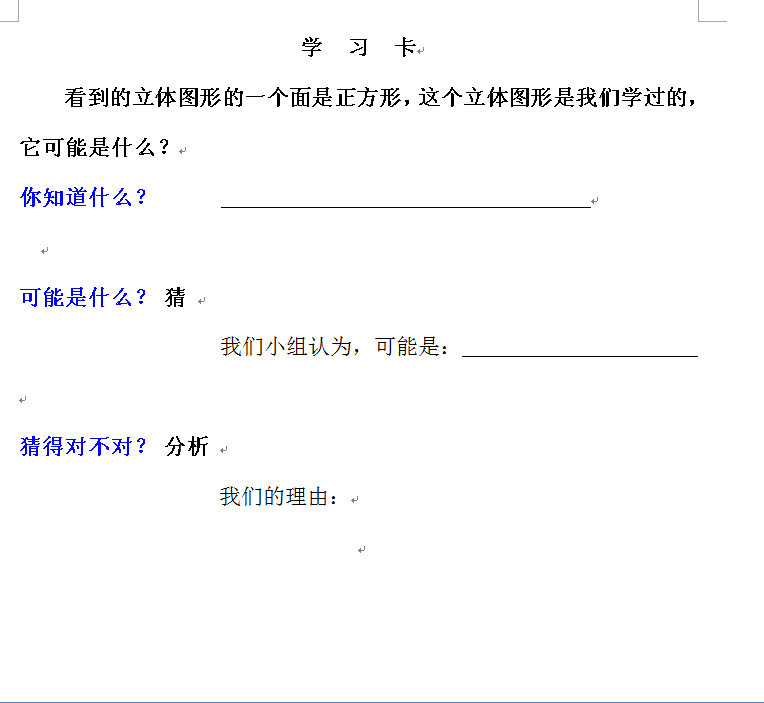 学 习 卡
看到的立体图形的一个面是正方形，这个立体图形是我们学过的，
它可能是什么？
你知道什么？
可能是什么？ 猜
我们小组认为，可能是：
猜得对不对？ 分析
我们的理由：